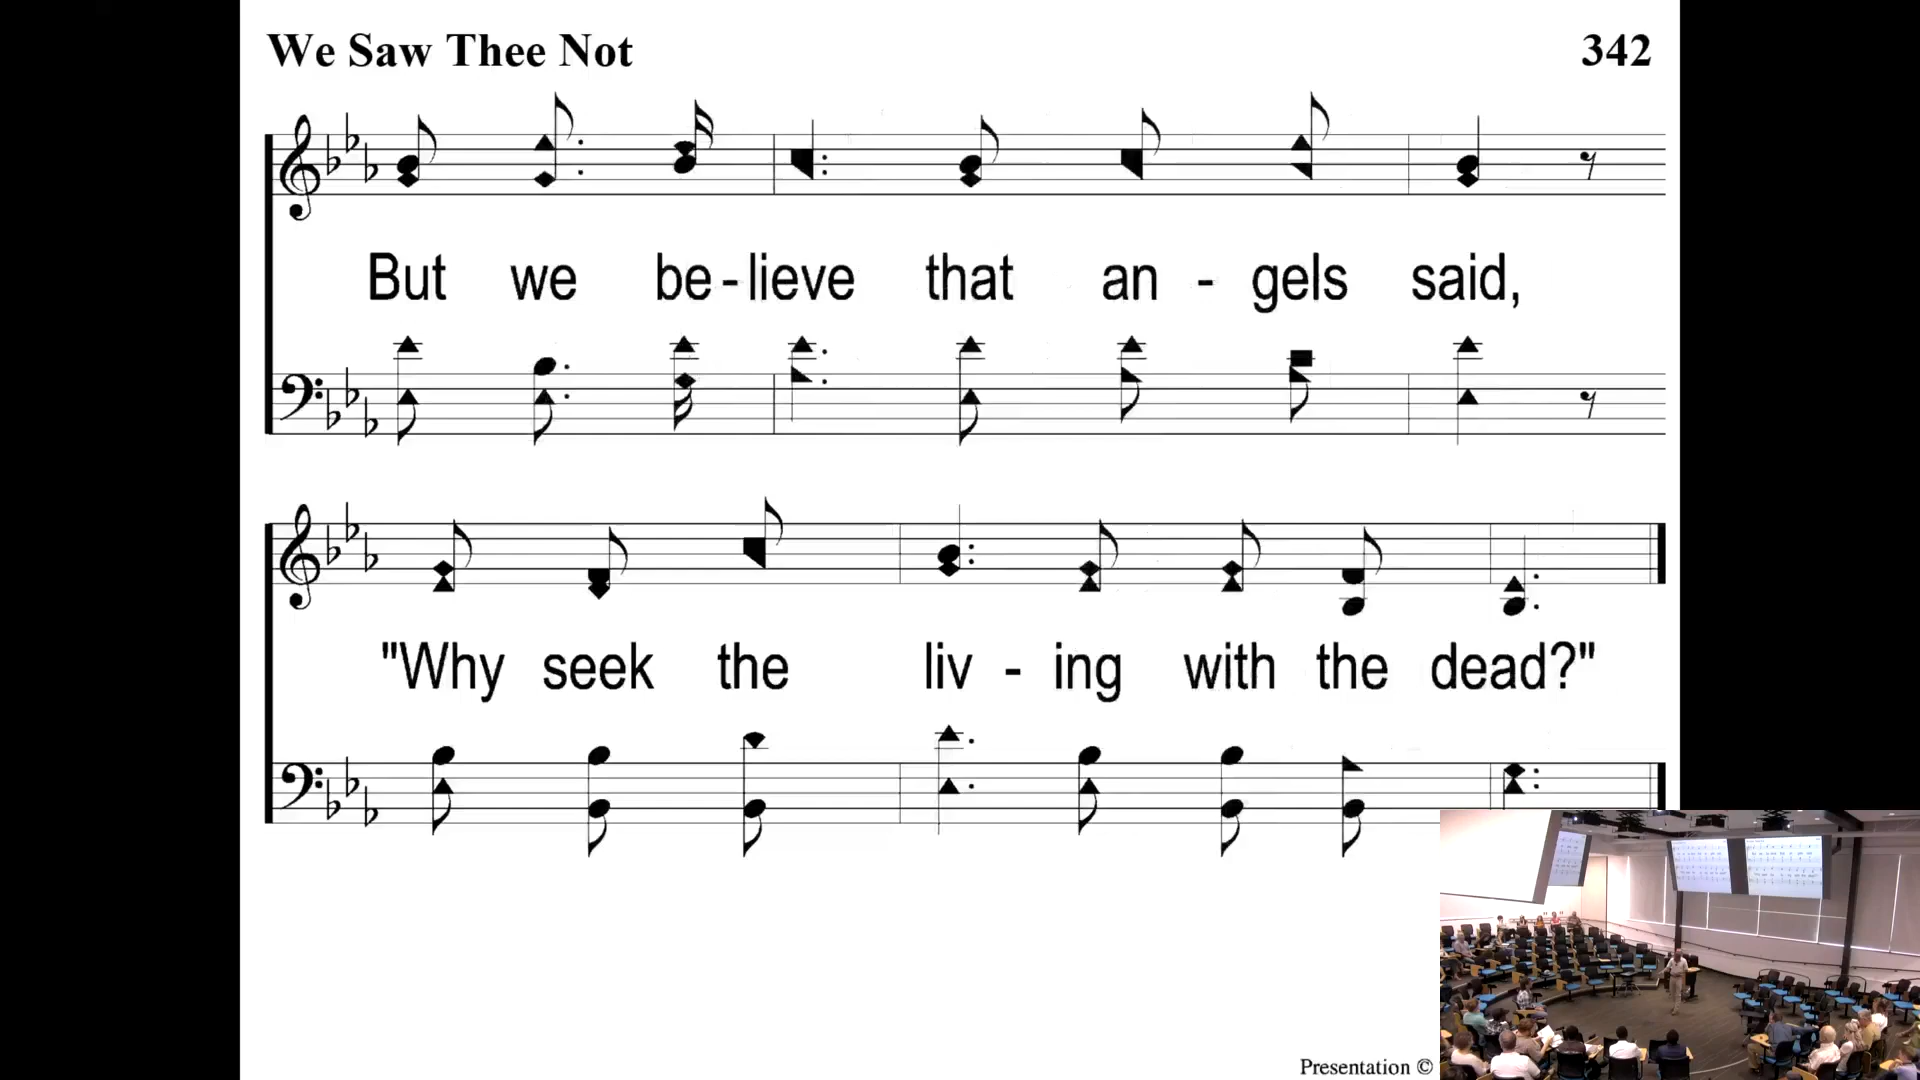 We Saw Thee Not 342
But we be - lieve that an - gels said,
"Why seek the liv - ing with the dead?"
Presentation ©